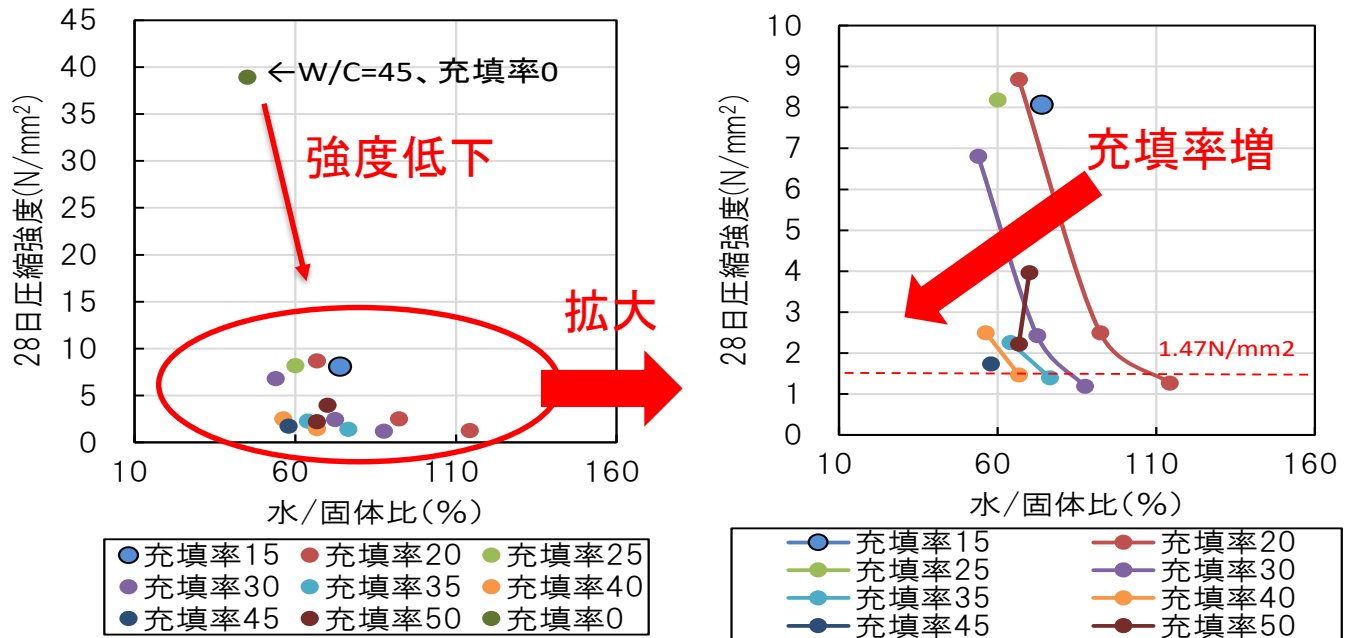 28日圧縮強度(N/mm²)
45
40
35
30
25
20
15
10
5
0
←W/C=45、充填率0
強度低下
拡大
10 60 110 160
水/固体比(%)
充填率15 充填率20 充填率25
充填率30 充填率35 充填率40
充填率45 充填率50 充填率0
28日圧縮強度(N/mm²)
10
9
8
7
6
5
4
3
2
1
0
充填率増
1.47N/mm2
10 60 110 160
水/固体比(%)
充填率15 充填率20
充填率25 充填率30
充填率35 充填率40
充填率45 充填率50